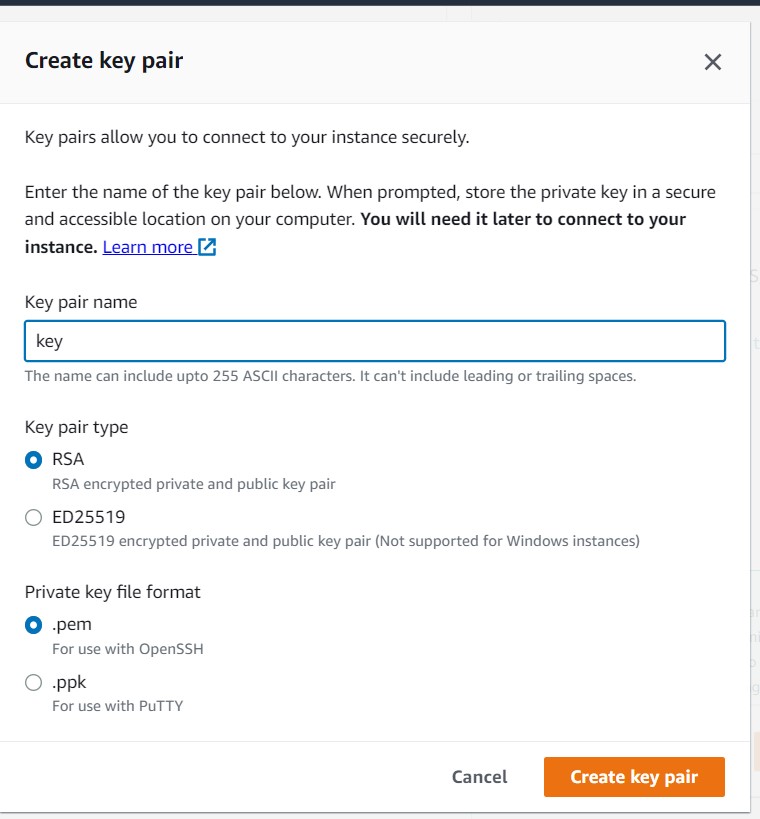 Create key pair
Key pairs allow you to connect to your instance securely.
Enter the name of the key pair below. When prompted, store the private key in a secure
and accessible location on your computer. You will need it later to connect to your
instance. Learn more
Key pair name
key
The name can include upto 255 ASCII characters. It can't include leading or trailing spaces.
Key pair type
RSA
RSA encrypted private and public key pair
ED25519
ED25519 encrypted private and public key pair (Not supported for Windows instances)
Private key file format
.pem
For use with OpenSSH
.ppk
For use with PuTTY
Cancel
Create key pair